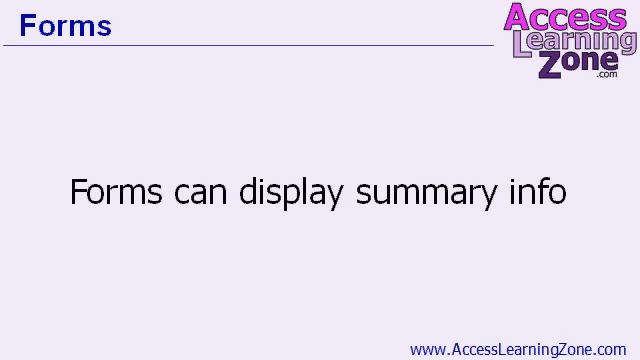 Forms
Access
Learning
Zone
.com
Forms can display summary info
www.AccessLearningZone.com